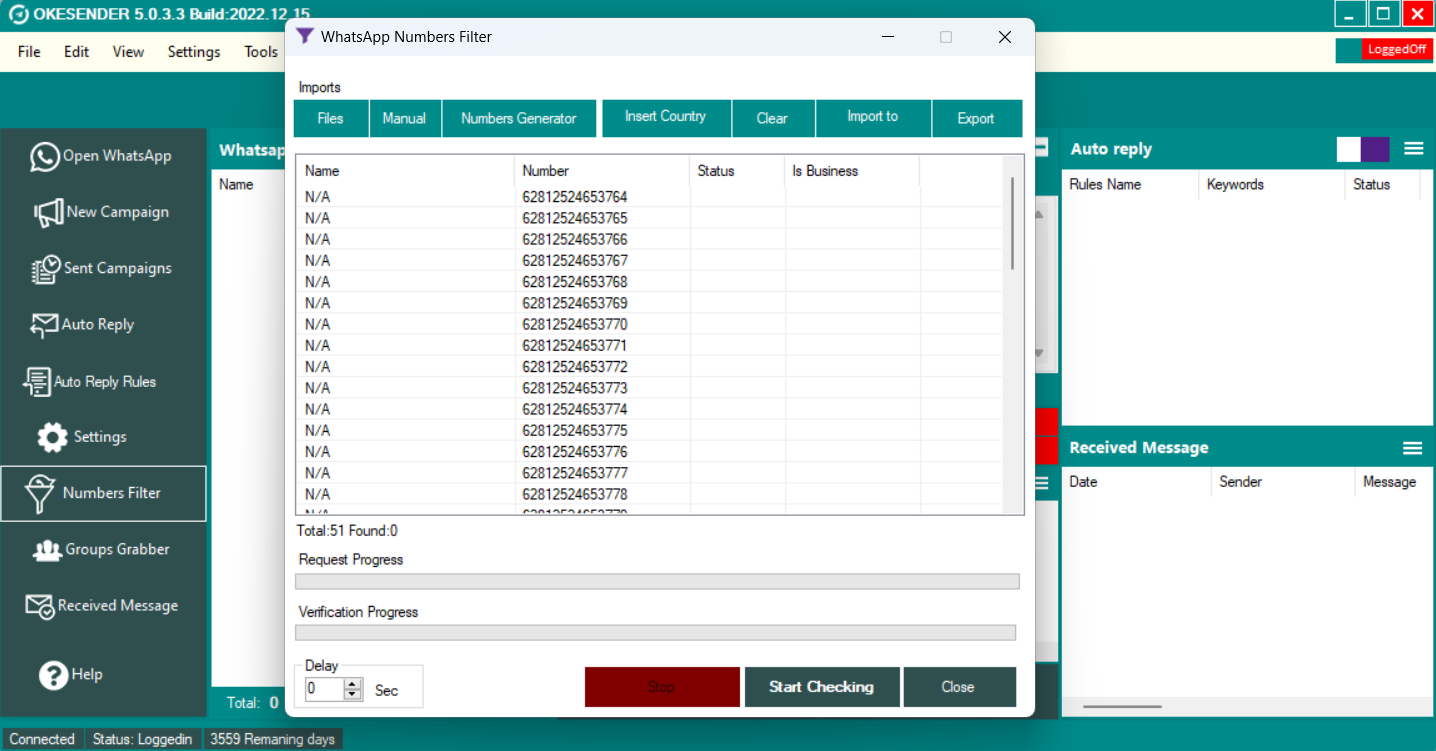 OKESENDER 5.0.3.3 Build:2022.12.15
File Edit View Settings Tools
LoggedOff
Open WhatsApp
New Campaign
Sent Campaigns
Auto Reply
Auto Reply Rules
Settings
Numbers Filter
Groups Grabber
Received Message
Help
Whatsap
Name
Total: 0
WhatsApp Numbers Filter
Imports
Files Manual Numbers Generator Insert Country Clear Import to Export
Name Number Status Is Business
N/A 62812524653764
N/A 62812524653765
N/A 62812524653766
N/A 62812524653767
N/A 62812524653768
N/A 62812524653769
N/A 62812524653770
N/A 62812524653771
N/A 62812524653772
N/A 62812524653773
N/A 62812524653774
N/A 62812524653775
N/A 62812524653776
N/A 62812524653777
N/A 62812524653778
Total:51 Found:0
Request Progress
Verification Progress
Delay
0 Sec
Stop Start Checking Close
Auto reply
Rules Name Keywords Status
Received Message
Date Sender Message
Connected Status: Loggedin 3559 Remaning days